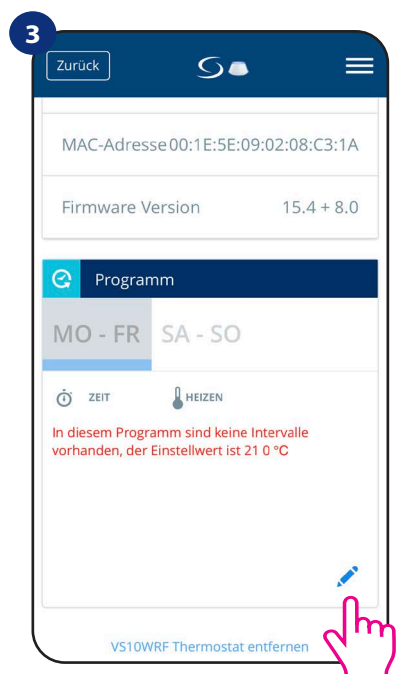 3
Zurück
MAC-Adresse 00:1E:5E:09:02:08:C3:1A
Firmware Version 15.4 + 8.0
Programm
MO - FR SA - SO
ZEIT HEIZEN
In diesem Programm sind keine Intervalle
vorhanden, der Einstellwert ist 21 0 °C
VS10WRF Thermostat entfernen